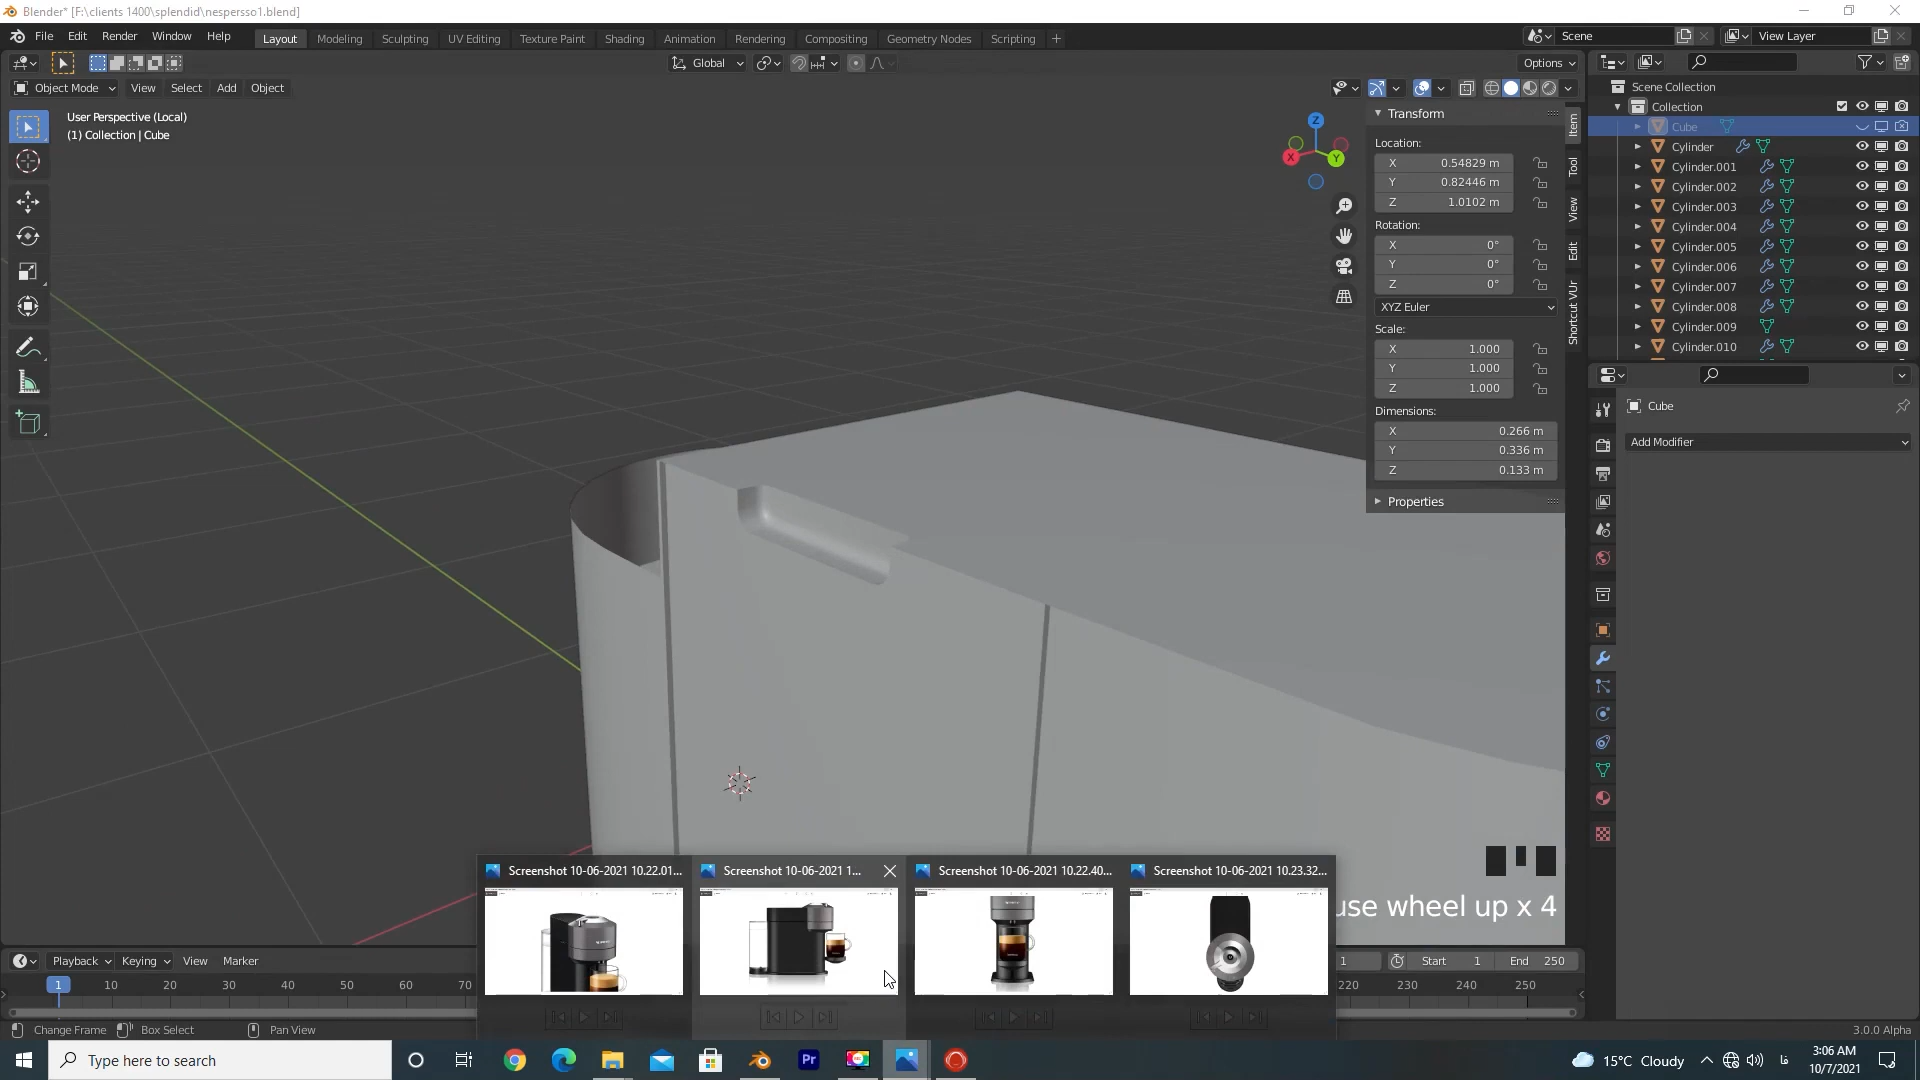 Blender* [F:\clients 1400\splendid\nespersso1.blend]
File Edit Render Window Help Layout Modeling Sculpting UV Editing Texture Paint Shading Animation Rendering Compositing Geometry Nodes Scripting + Scene View Layer
Global Options
Object Mode View Select Add Object
User Perspective (Local)
(1) Collection | Cube
Z
X
Y
Transform
Location:
X 0.54829 m
Y 0.82446 m
Z 1.0102 m
Rotation:
X 0°
Y 0°
Z 0°
XYZ Euler
Scale:
X 1.000
Y 1.000
Z 1.000
Dimensions:
X 0.266 m
Y 0.336 m
Z 0.133 m
Properties
Item
Tool
View
Edit
Shortcut VUr
Scene Collection
Collection
Cube
Cylinder
Cylinder.001
Cylinder.002
Cylinder.003
Cylinder.004
Cylinder.005
Cylinder.006
Cylinder.007
Cylinder.008
Cylinder.009
Cylinder.010
Cube
Add Modifier
Screenshot 10-06-2021 10.22.01... Screenshot 10-06-2021 1... Screenshot 10-06-2021 10.22.40... Screenshot 10-06-2021 10.23.32...
use wheel up x 4
Playback Keying View Marker 1 Start 1 End 250
1 10 20 30 40 50 60 70 220 230 240 250
Change Frame Box Select Pan View 3.0.0 Alpha
Type here to search Pr 15°C Cloudy فا 3:06 AM
10/7/2021